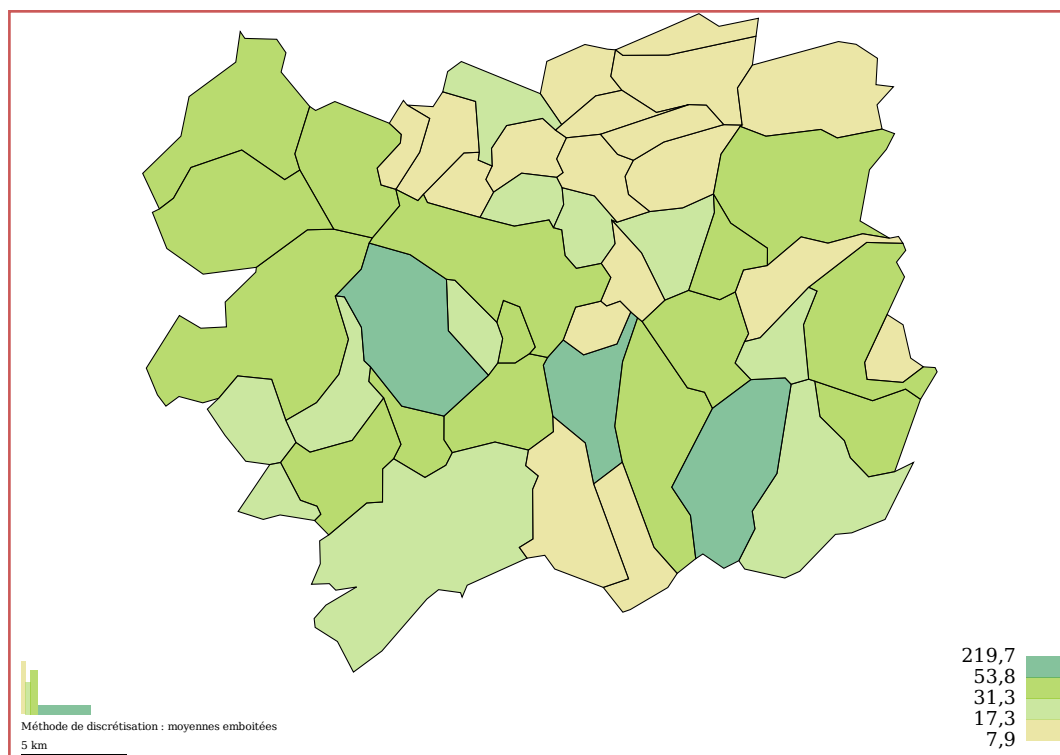 219,7
53,8
31,3
17,3
7,9
Méthode de discrétisation : moyennes emboitées
5 km